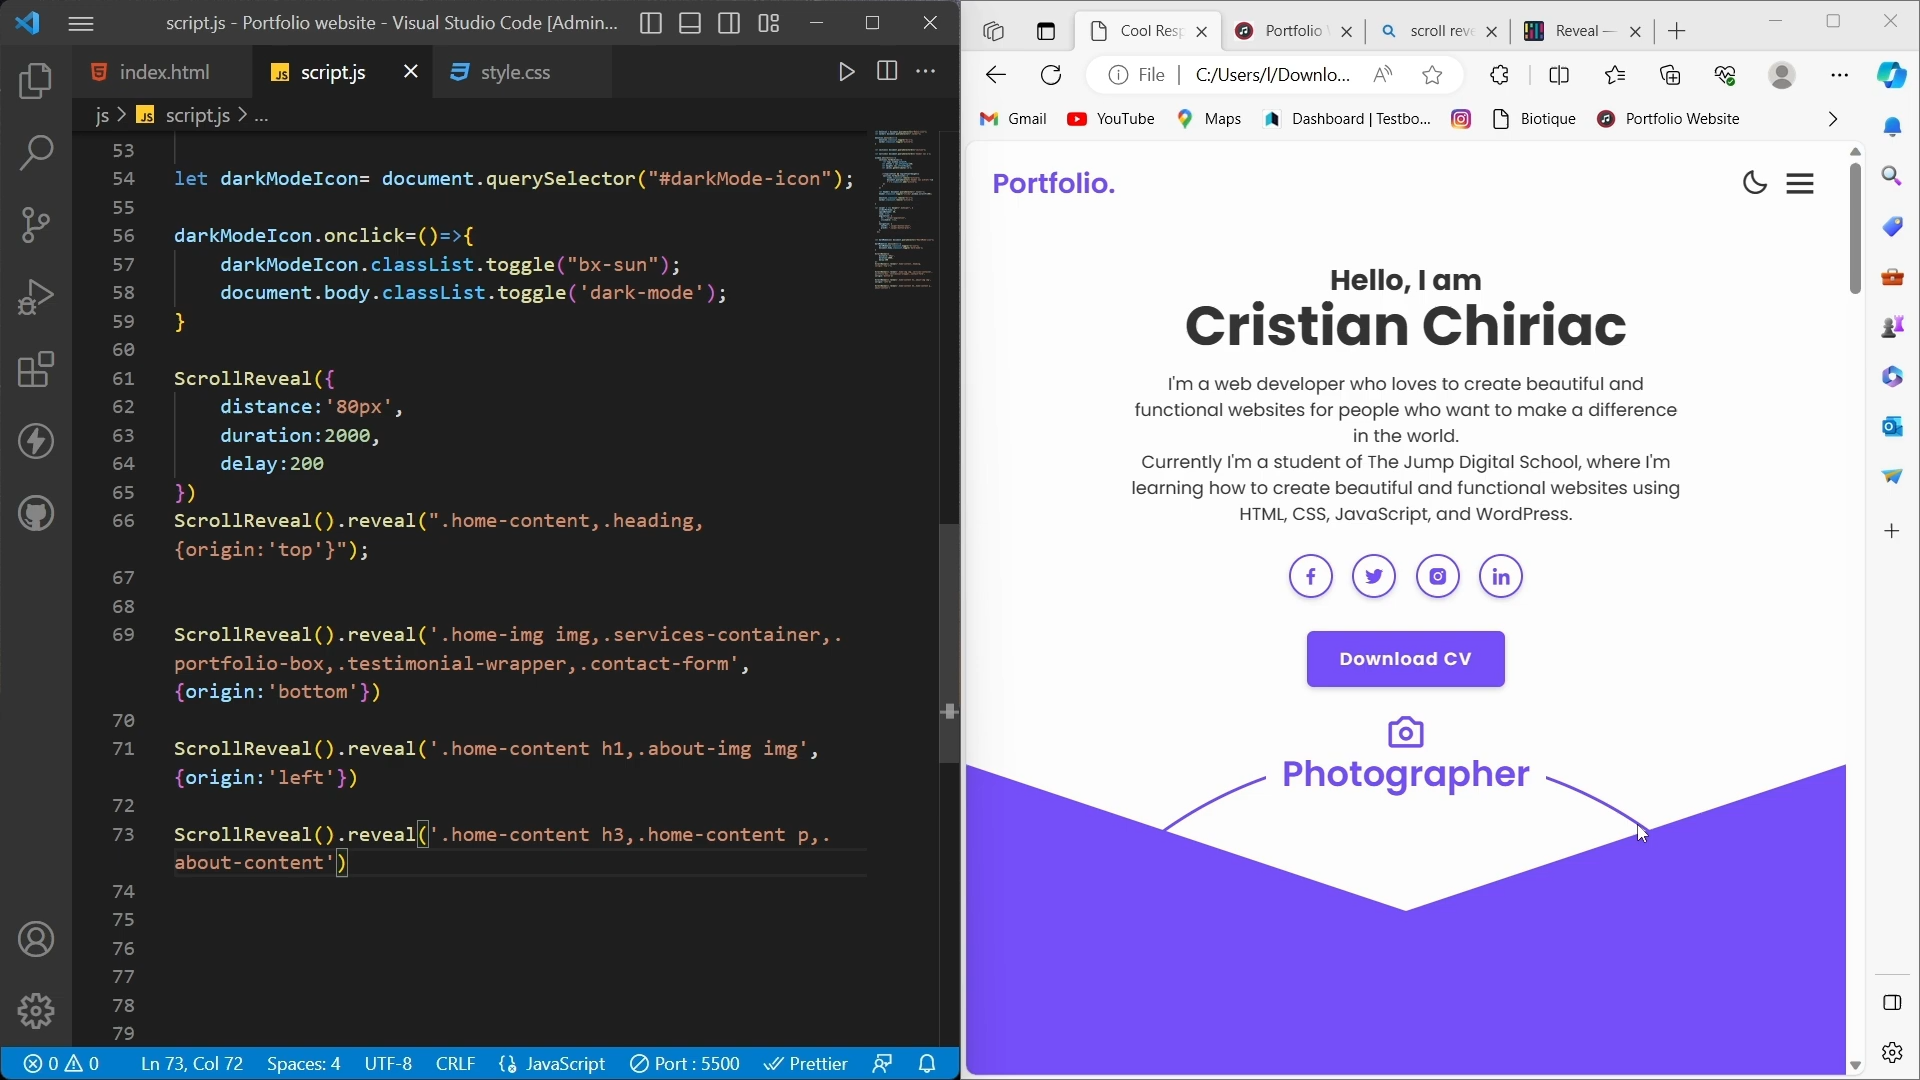 script.js - Portfolio website - Visual Studio Code [Admin...
index.html
JS script.js
style.css
js > JS script.js > ...
53
54 let darkModeIcon= document.querySelector("#darkMode-icon");
55
56 darkModeIcon.onclick=()=>{
57 darkModeIcon.classList.toggle("bx-sun");
58 document.body.classList.toggle('dark-mode');
59 }
60
61 ScrollReveal({
62 distance:'80px',
63 duration:2000,
64 delay:200
65 })
66 ScrollReveal().reveal(".home-content,.heading,
{origin:'top'}");
67
68
69 ScrollReveal().reveal('.home-img img,.services-container,.
portfolio-box,.testimonial-wrapper,.contact-form',
{origin:'bottom'})
70
71 ScrollReveal().reveal('.home-content h1,.about-img img',
{origin:'left'})
72
73 ScrollReveal().reveal('.home-content h3,.home-content p,.
about-content')
74
75
76
77
78
79
0 0 Ln 73, Col 72 Spaces: 4 UTF-8 CRLF {} JavaScript Port : 5500 Prettier
Cool Resp
Portfolio W
scroll reve
Reveal —
File | C:/Users/l/Downlo...
Gmail YouTube Maps Dashboard | Testbo... Biotique Portfolio Website
Portfolio.
Hello, I am
Cristian Chiriac
I'm a web developer who loves to create beautiful and
functional websites for people who want to make a difference
in the world.
Currently I'm a student of The Jump Digital School, where I'm
learning how to create beautiful and functional websites using
HTML, CSS, JavaScript, and WordPress.
Download CV
Photographer